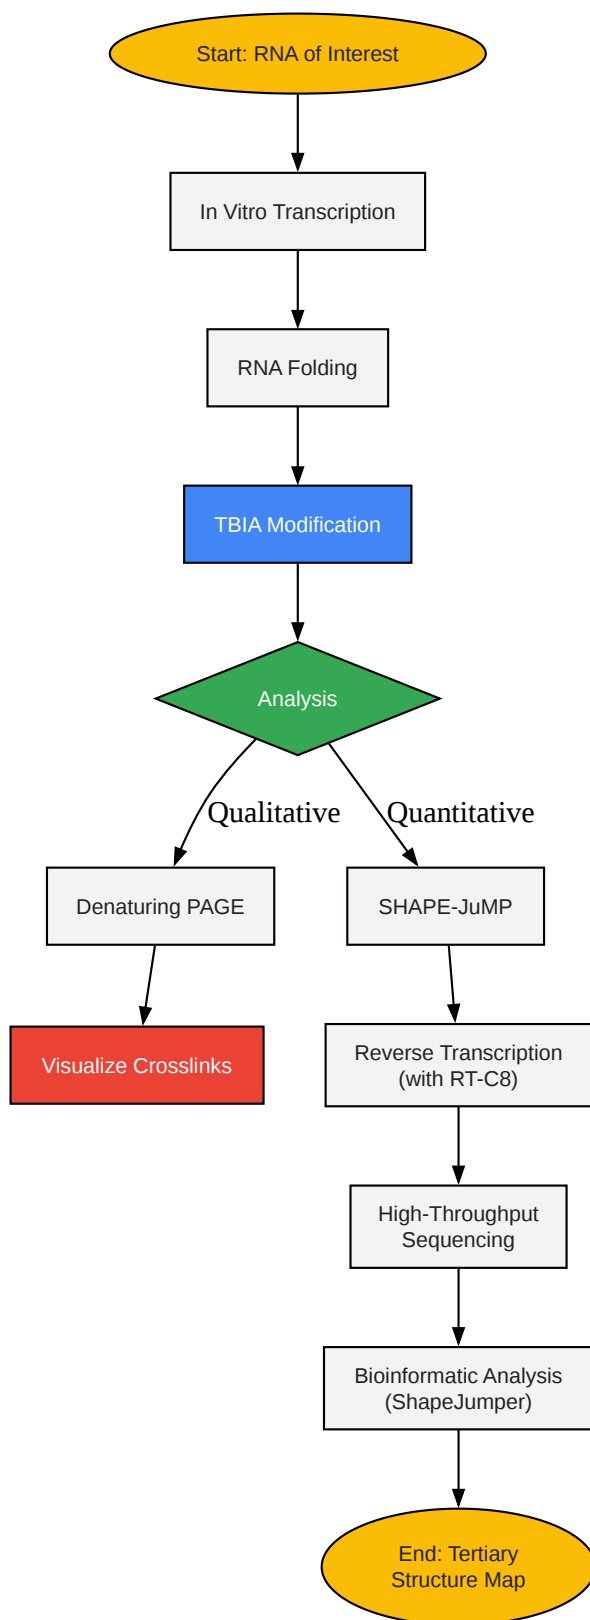 Start: RNA of Interest
In Vitro Transcription
RNA Folding
TBIA Modification
Analysis
Qualitative
Quantitative
Denaturing PAGE
SHAPE-JuMP
Visualize Crosslinks
Reverse Transcription
(with RT-C8)
High-Throughput
Sequencing
Bioinformatic Analysis
(ShapeJumper)
End: Tertiary
Structure Map